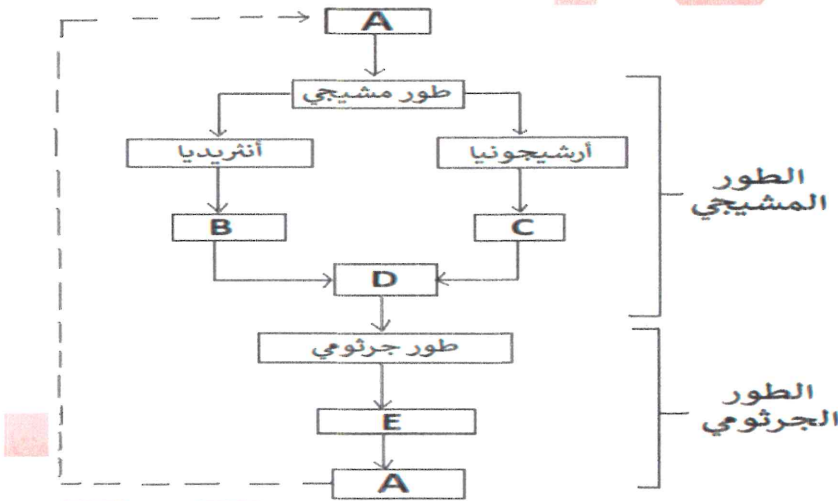 A
طور مشيجي
أنثريديا
أرشيجونيا
الطور
المشيجي
B
C
D
طور جرثومي
الطور
الجرثومي
E
A